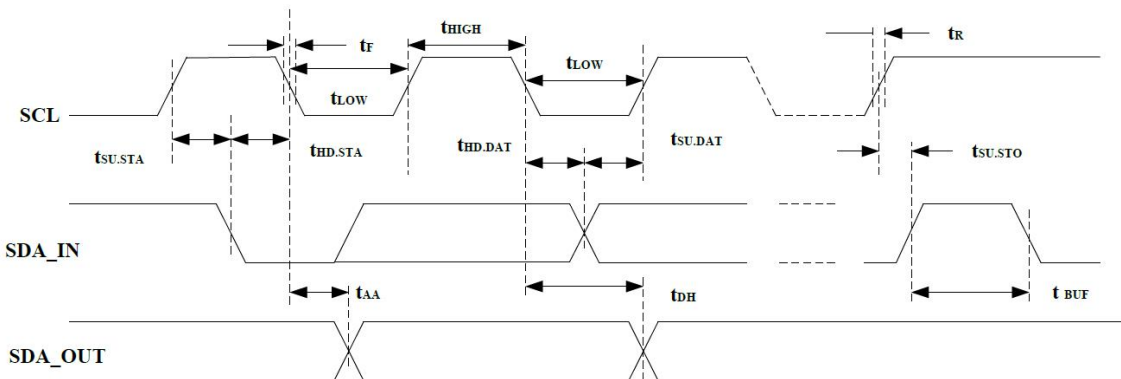 tHIGH
tF
tR
tLOW
SCL
tLOW
tSU.STA
tHD.STA
tHD.DAT
tSU.DAT
tSU.STO
SDA_IN
tAA
tDH
t BUF
SDA_OUT